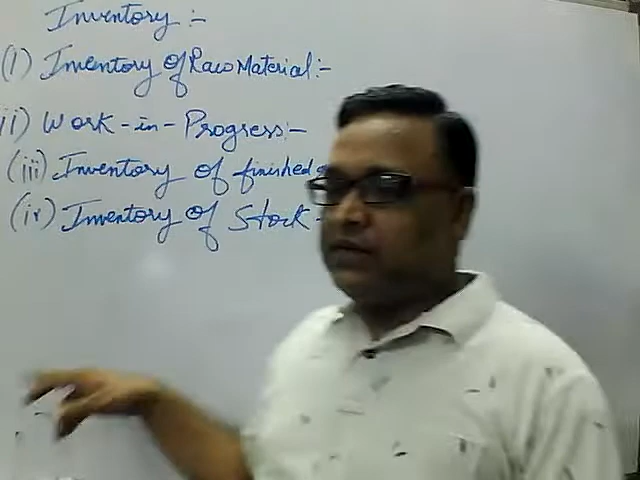 Inventory :-
(i) Inventory of Raw Material:-
ii) Work-in-Progress:-
(iii) Inventory of finished
(iv) Inventory of Stock-